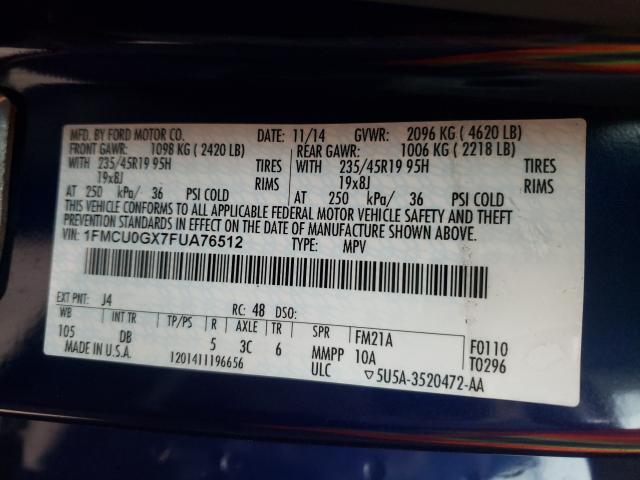 MFD. BY FORD MOTOR CO. DATE: 11/14 GVWR: 2096 KG ( 4620 LB)
FRONT GAWR: 1098 KG ( 2420 LB) REAR GAWR: 1006 KG ( 2218 LB)
WITH 235/45R19 95H TIRES WITH 235/45R19 95H TIRES
19x8J RIMS 19x8J RIMS
AT 250 kPa/ 36 PSI COLD AT 250 kPa/ 36 PSI COLD
THIS VEHICLE CONFORMS TO ALL APPLICABLE FEDERAL MOTOR VEHICLE SAFETY AND THEFT
PREVENTION STANDARDS IN EFFECT ON THE DATE OF MANUFACTURE SHOWN ABOVE.
VIN: 1FMCU0GX7FUA76512 TYPE: MPV
EXT PNT: J4 RC: 48 DSO:
WB INT TR TP/PS R AXLE TR SPR FM21A F0110
105 DB 5 3C 6 MMPP 10A T0296
MADE IN U.S.A. 1201411196656 ULC ▽5U5A-3520472-AA